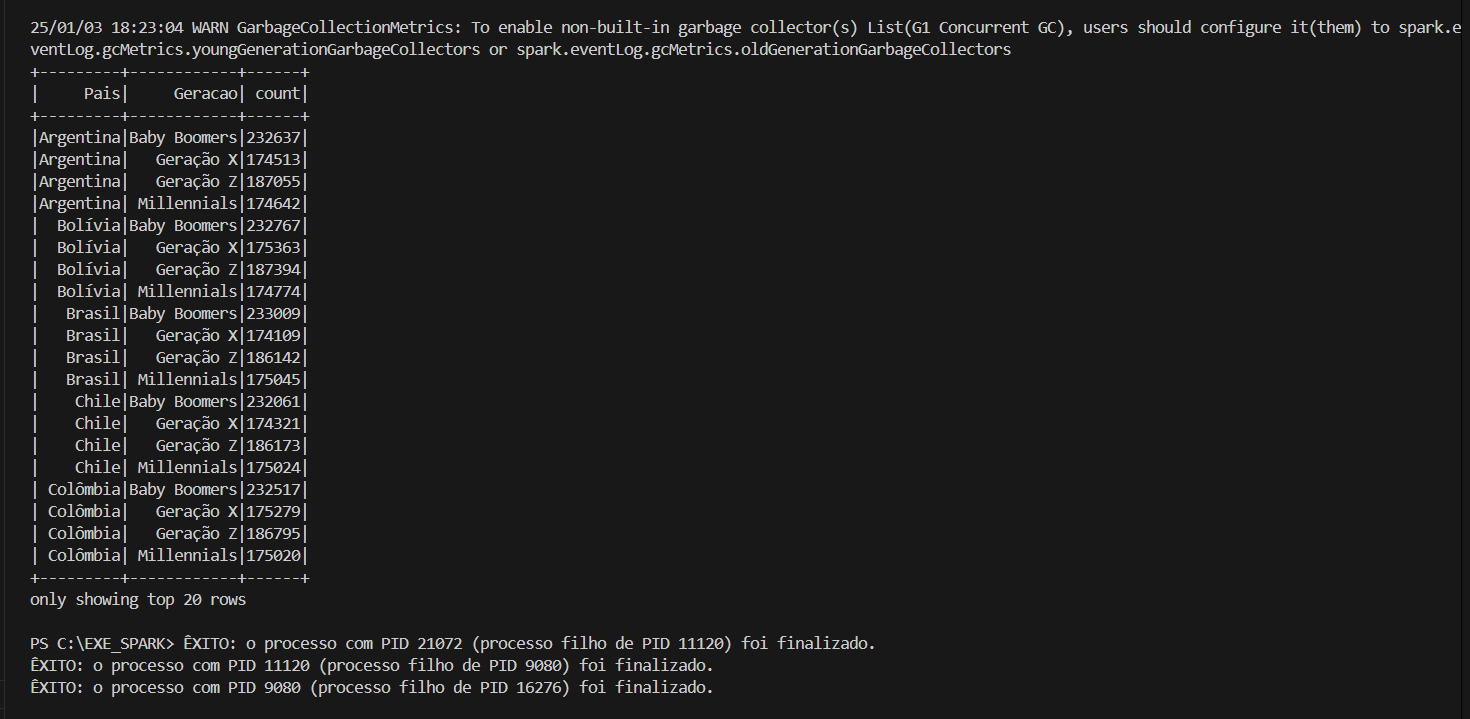 25/01/03 18:23:04 WARN GarbageCollectionMetrics: To enable non-built-in garbage collector(s) List(G1 Concurrent GC), users should configure it(them) to spark.e
ventLog.gcMetrics.youngGenerationGarbageCollectors or spark.eventLog.gcMetrics.oldGenerationGarbageCollectors
+---------+------------+------+
|     Pais|     Geracao| count|
+---------+------------+------+
|Argentina|Baby Boomers|232637|
|Argentina|   Geração X|174513|
|Argentina|   Geração Z|187055|
|Argentina| Millennials|174642|
|  Bolívia|Baby Boomers|232767|
|  Bolívia|   Geração X|175363|
|  Bolívia|   Geração Z|187394|
|  Bolívia| Millennials|174774|
|   Brasil|Baby Boomers|233009|
|   Brasil|   Geração X|174109|
|   Brasil|   Geração Z|186142|
|   Brasil| Millennials|175045|
|    Chile|Baby Boomers|232061|
|    Chile|   Geração X|174321|
|    Chile|   Geração Z|186173|
|    Chile| Millennials|175024|
| Colômbia|Baby Boomers|232517|
| Colômbia|   Geração X|175279|
| Colômbia|   Geração Z|186795|
| Colômbia| Millennials|175020|
+---------+------------+------+
only showing top 20 rows
PS C:\EXE_SPARK> ÊXITO: o processo com PID 21072 (processo filho de PID 11120) foi finalizado.
ÊXITO: o processo com PID 11120 (processo filho de PID 9080) foi finalizado.
ÊXITO: o processo com PID 9080 (processo filho de PID 16276) foi finalizado.